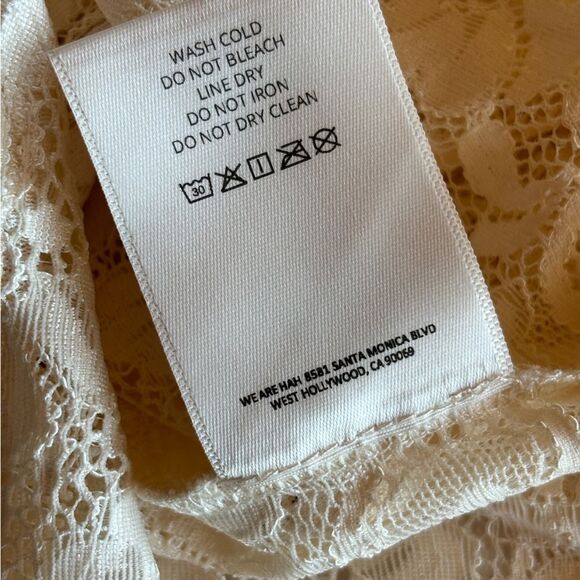 WASH COLD
DO NOT BLEACH
LINE DRY
DO NOT IRON
DO NOT DRY CLEAN
30
WE ARE HAH 8581 SANTA MONICA BLVD
WEST HOLLYWOOD, CA 90069